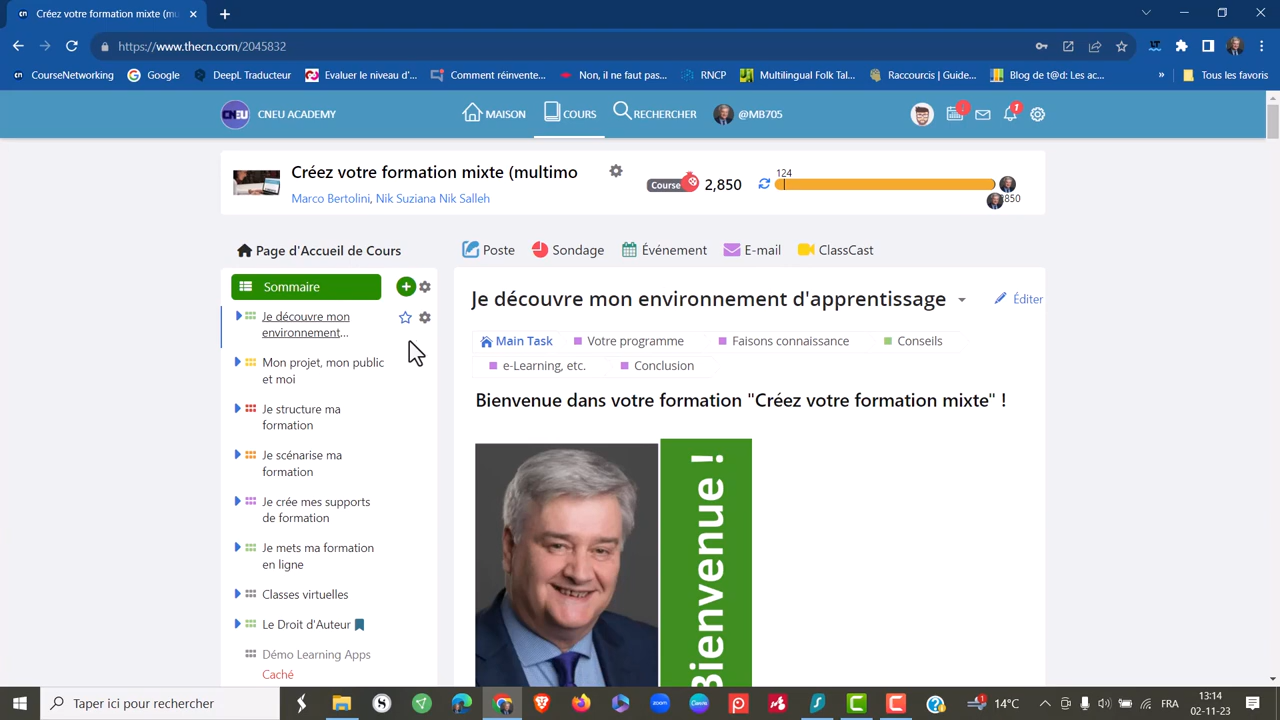 Créez votre formation mixte (mu
https://www.thecn.com/2045832
CourseNetworking
Google
DeepL Traducteur
Evaluer le niveau d'...
Comment réinvente...
Non, il ne faut pas...
RNCP
Multilingual Folk Tal...
Raccourcis | Guide...
Blog de t@d: Les ac...
»
Tous les favoris
CNEU
CNEU ACADEMY
MAISON
COURS
RECHERCHER
@MB705
1
Créez votre formation mixte (multimo
Marco Bertolini, Nik Suziana Nik Salleh
Course
2,850
124
850
Page d'Accueil de Cours
Poste
Sondage
Événement
E-mail
ClassCast
Sommaire
Je découvre mon
environnement...
Mon projet, mon public
et moi
Je structure ma
formation
Je scénarise ma
formation
Je crée mes supports
de formation
Je mets ma formation
en ligne
Classes virtuelles
Le Droit d'Auteur
Démo Learning Apps
Caché
Je découvre mon environnement d'apprentissage
Éditer
Main Task
Votre programme
Faisons connaissance
Conseils
e-Learning, etc.
Conclusion
Bienvenue dans votre formation "Créez votre formation mixte" !
Bienvenue !
Taper ici pour rechercher
zoom
Canva
1
14°C
FRA
13:14
02-11-23